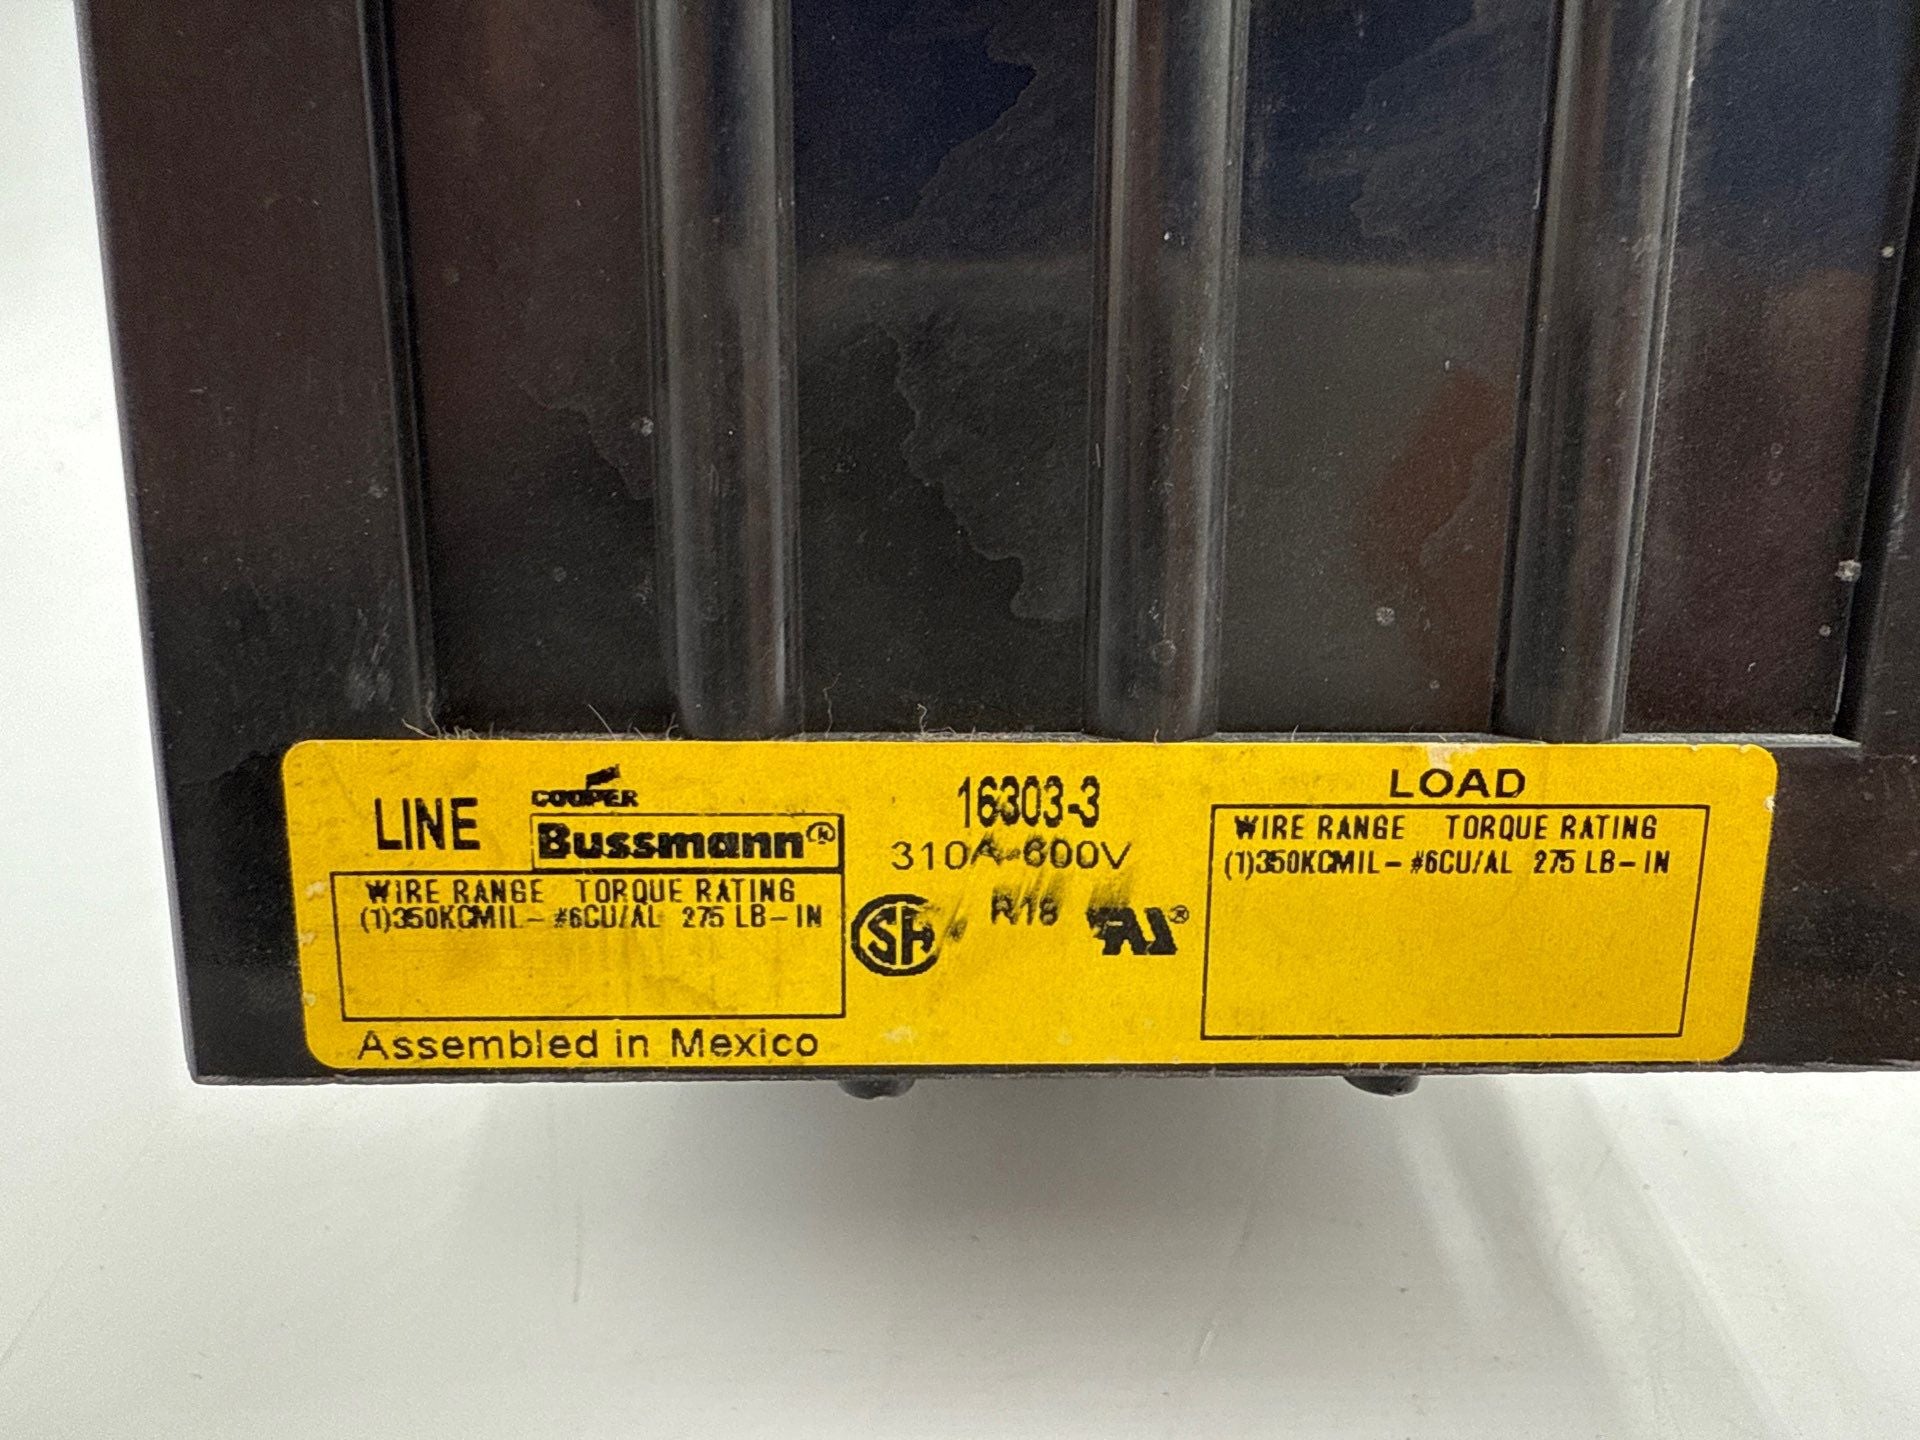 LINE
COOPER
Bussmann®
WIRE RANGE TORQUE RATING
(1)350KCMIL- #6CU/AL 275 LB-IN
Assembled in Mexico
16303-3
310A-600V
R18
LOAD
WIRE RANGE TORQUE RATING
(1)350KCMIL- #6CU/AL 275 LB-IN